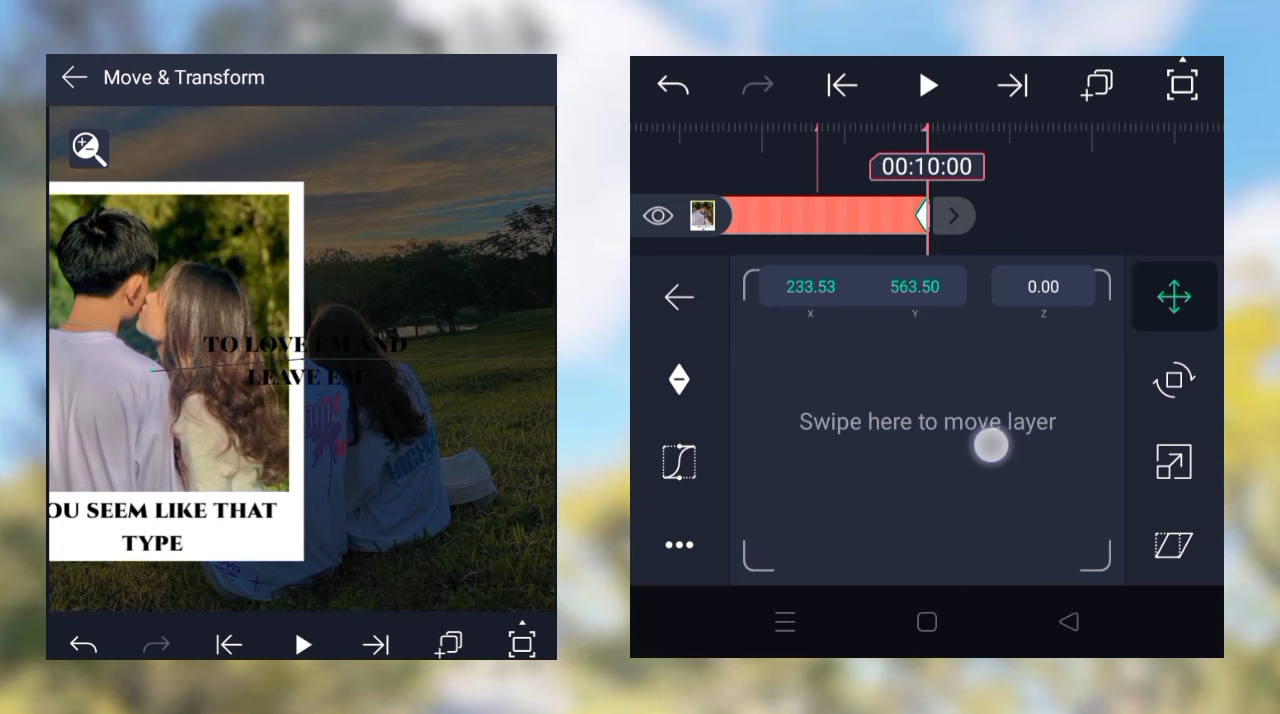 Move & Transform
TO LOVE EM AND
LEAVE EM
OU SEEM LIKE THAT
TYPE
00:10:00
233.53
563.50
0.00
X
Y
Z
Swipe here to move layer